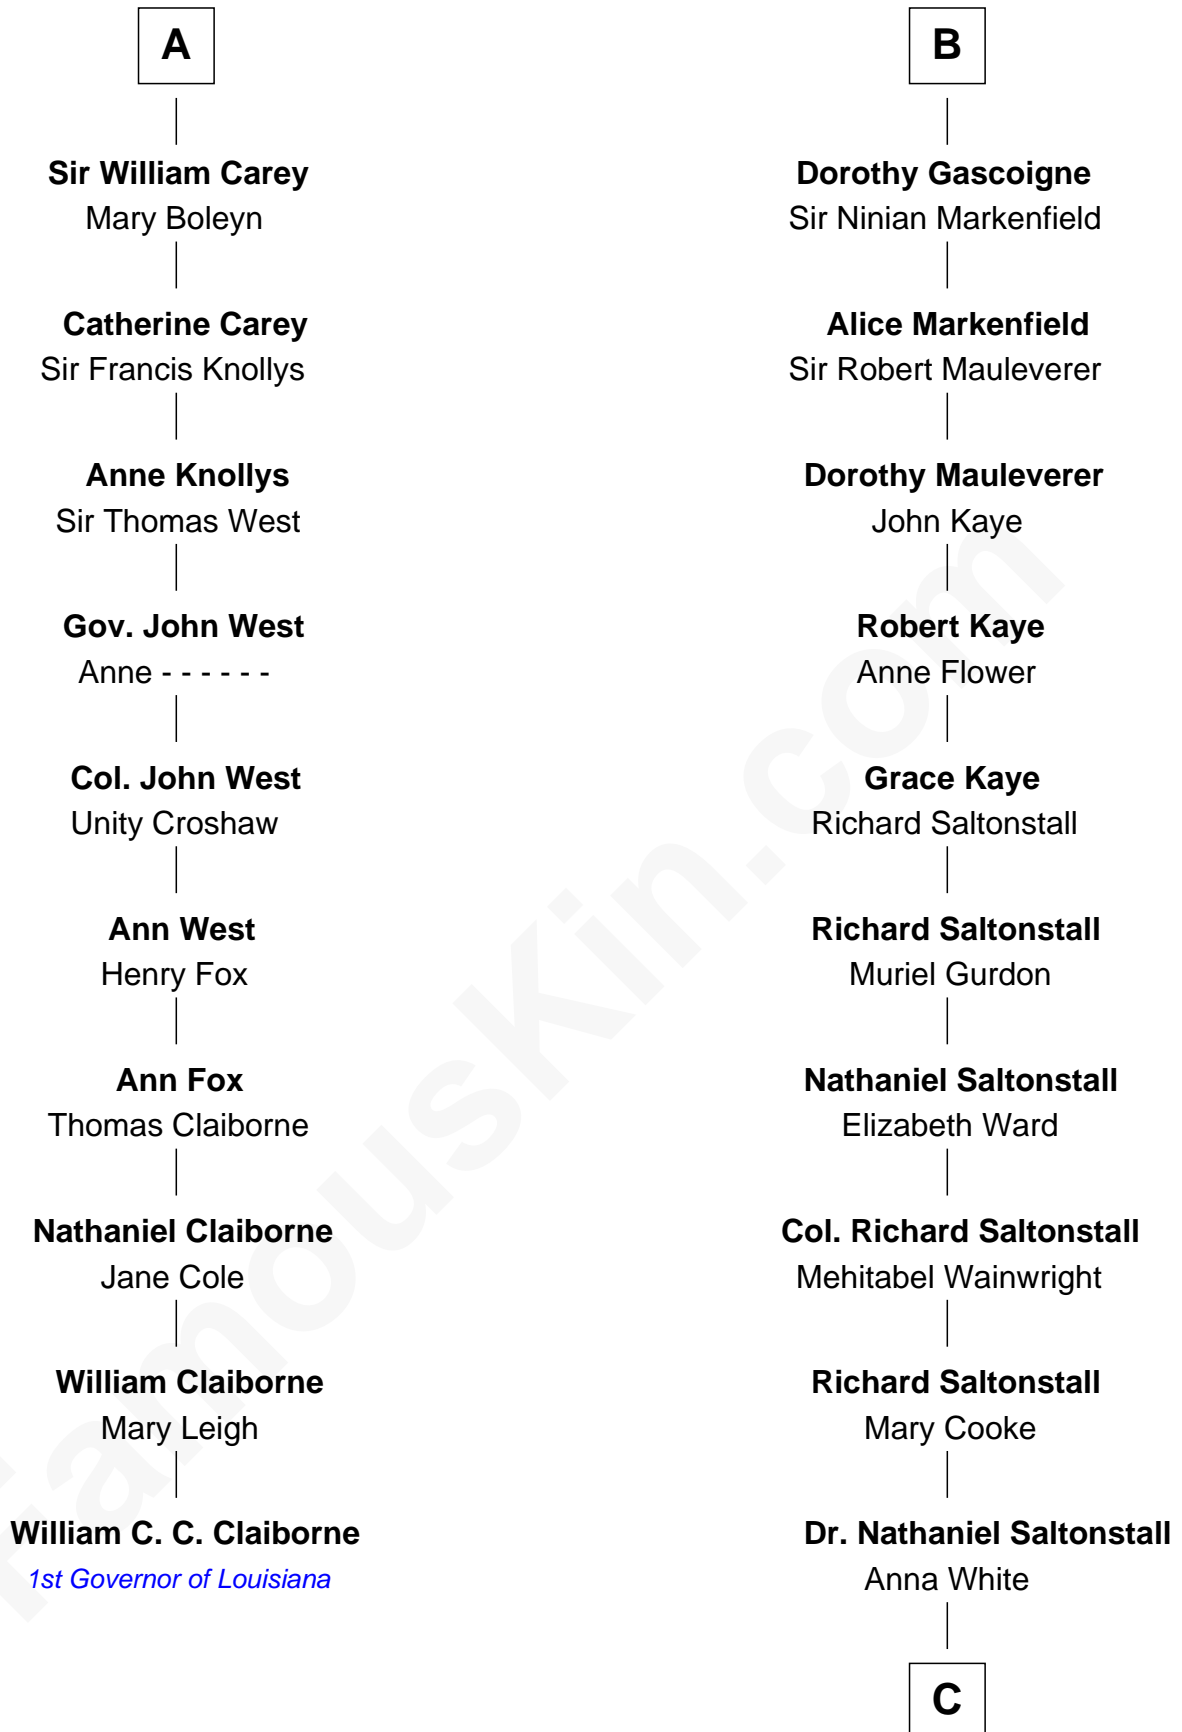 A
Sir William Carey
Mary Boleyn
Catherine Carey
Sir Francis Knollys
Anne Knollys
Sir Thomas West
Gov. John West
Anne - - - - - -
Col. John West
Unity Croshaw
Ann West
Henry Fox
Ann Fox
Thomas Claiborne
Nathaniel Claiborne
Jane Cole
William Claiborne
Mary Leigh
William C. C. Claiborne
1st Governor of Louisiana
B
Dorothy Gascoigne
Sir Ninian Markenfield
Alice Markenfield
Sir Robert Mauleverer
Dorothy Mauleverer
John Kaye
Robert Kaye
Anne Flower
Grace Kaye
Richard Saltonstall
Richard Saltonstall
Muriel Gurdon
Nathaniel Saltonstall
Elizabeth Ward
Col. Richard Saltonstall
Mehitabel Wainwright
Richard Saltonstall
Mary Cooke
Dr. Nathaniel Saltonstall
Anna White
C
FamousKin.com